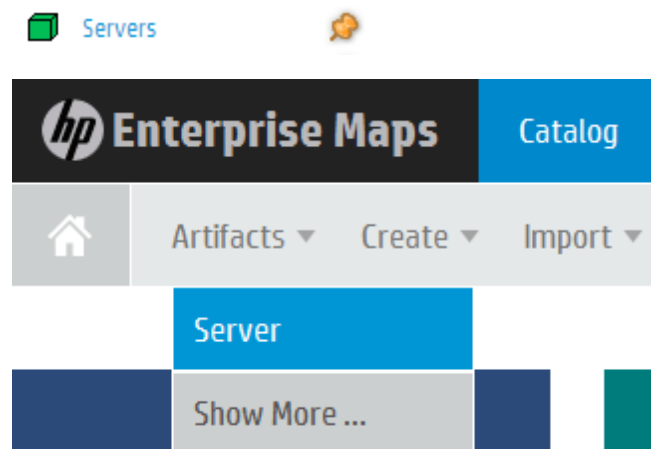 Servers
hp Enterprise Maps Catalog
Artifacts Create Import
Server
Show More ...